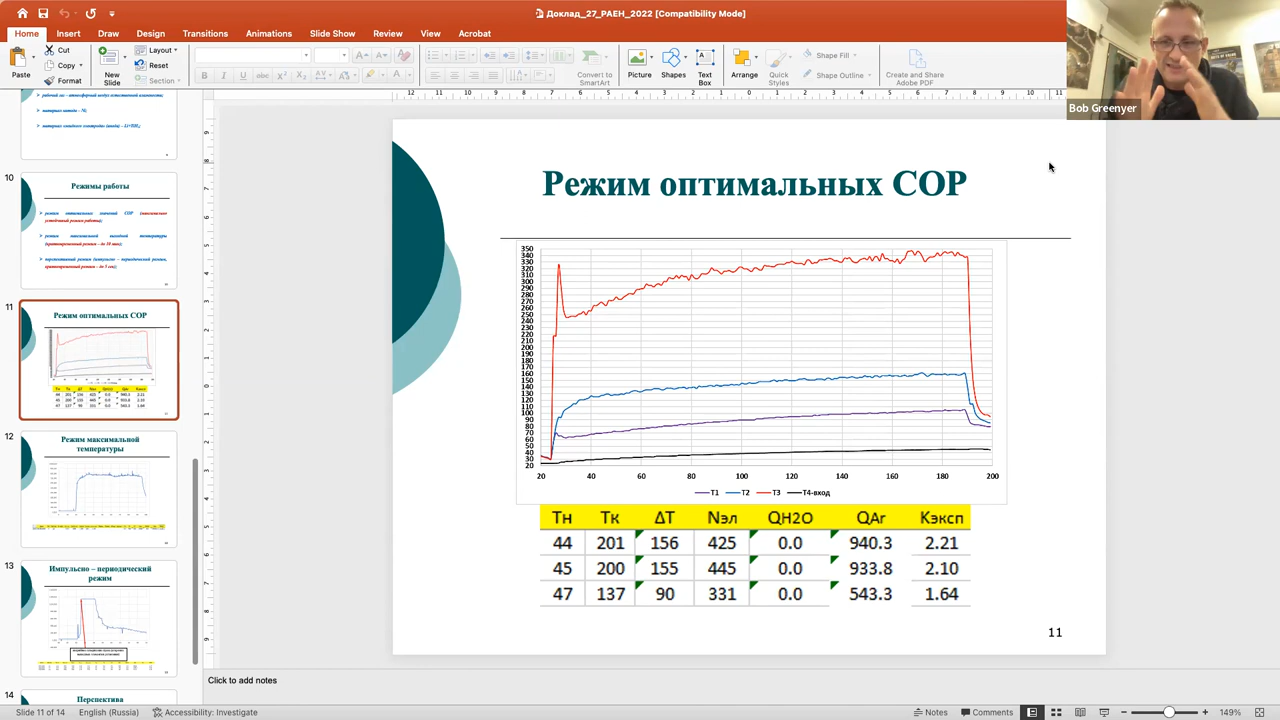 Доклад_27_РАЕН_2022 [Compatibility Mode]
Home Insert Draw Design Transitions Animations Slide Show Review View Acrobat
Paste
Cut
Copy
Format
New Slide
Layout
Reset
Section
Convert to SmartArt
Picture
Shapes
Text Box
Arrange
Quick Styles
Shape Fill
Shape Outline
Create and Share Adobe PDF
Bob Greenyer
10
Режимы работы
11
Режим оптимальных СОР
12
Режим максимальной температуры
13
Импульсно – периодический режим
14
Перспектива
Режим оптимальных СОР
350
340
330
320
310
300
290
280
270
260
250
240
230
220
210
200
190
180
170
160
150
140
130
120
110
100
90
80
70
60
50
40
30
20
20 40 60 80 100 120 140 160 180 200
T1 T2 T3 T4-вход
Тн Тк ΔT Nэл QH2O QAr Кэксп
44 201 156 425 0.0 940.3 2.21
45 200 155 445 0.0 933.8 2.10
47 137 90 331 0.0 543.3 1.64
11
Click to add notes
Slide 11 of 14 English (Russia) Accessibility: Investigate Notes Comments 149%